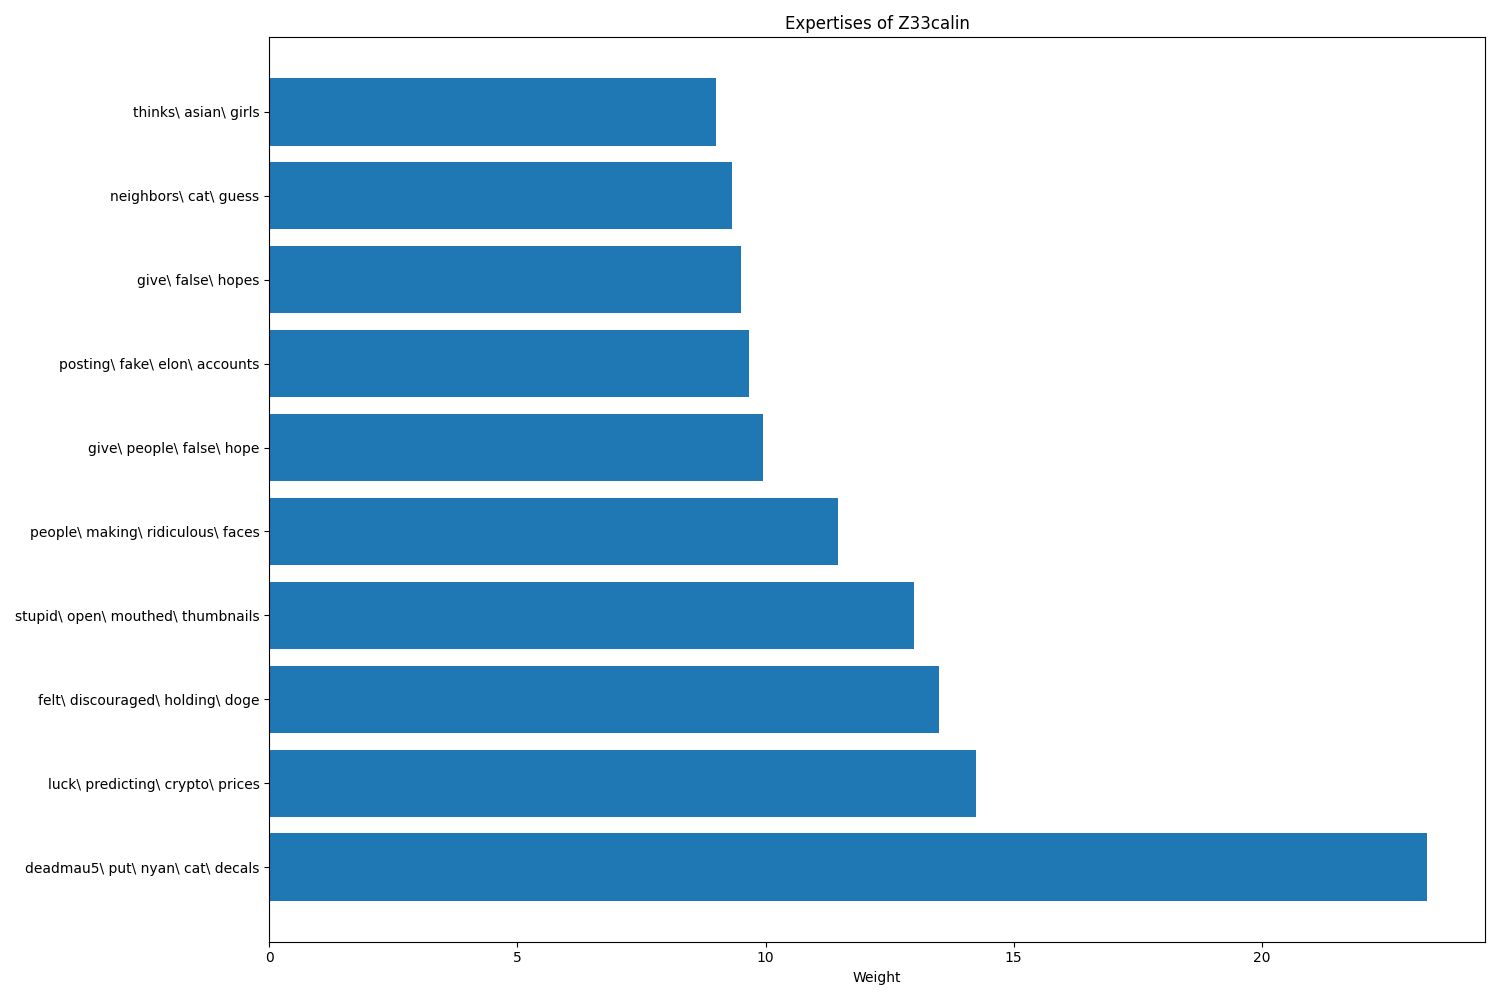 Expertises of Z33calin
thinks\ asian\ girls
neighbors\ cat\ guess
give\ false\ hopes
posting\ fake\ elon\ accounts
give\ people\ false\ hope
people\ making\ ridiculous\ faces
stupid\ open\ mouthed\ thumbnails
felt\ discouraged\ holding\ doge
luck\ predicting\ crypto\ prices
deadmau5\ put\ nyan\ cat\ decals
0 5 10 15 20
Weight